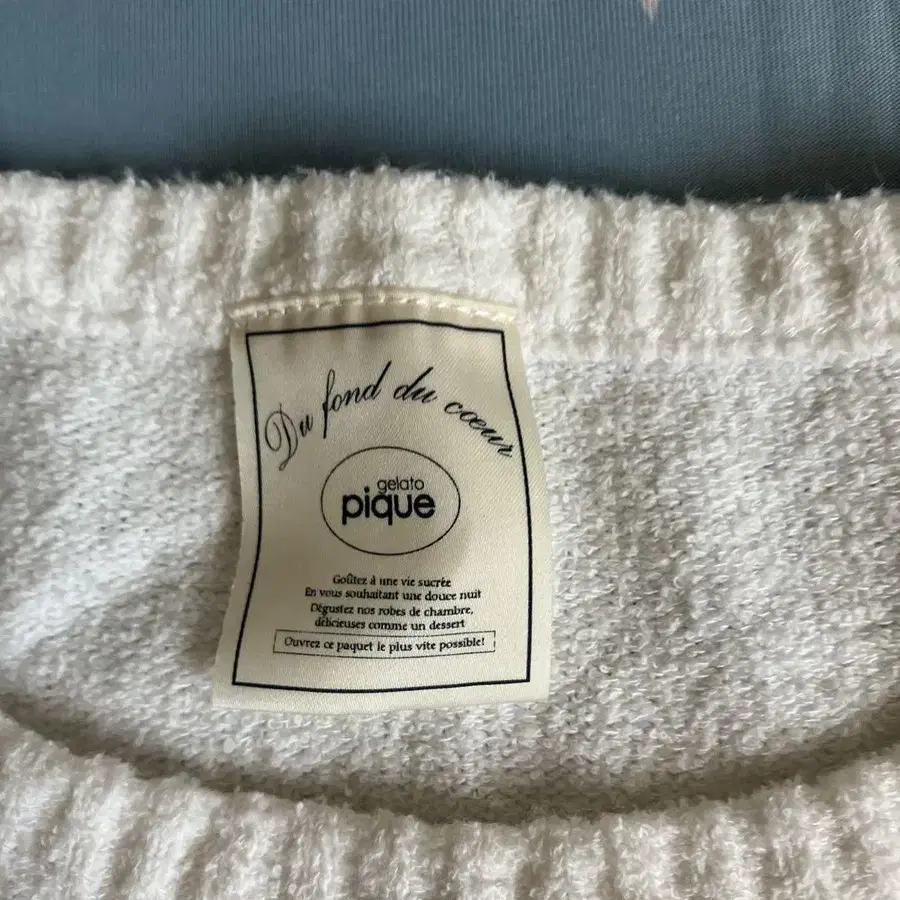 Du fond du cœur
gelato
pique
Goûtez à une vie sucrée
En vous souhaitant une douce nuit
Dégustez nos robes de chambre,
délicieuses comme un dessert
Ouvrez ce paquet le plus vite possible!